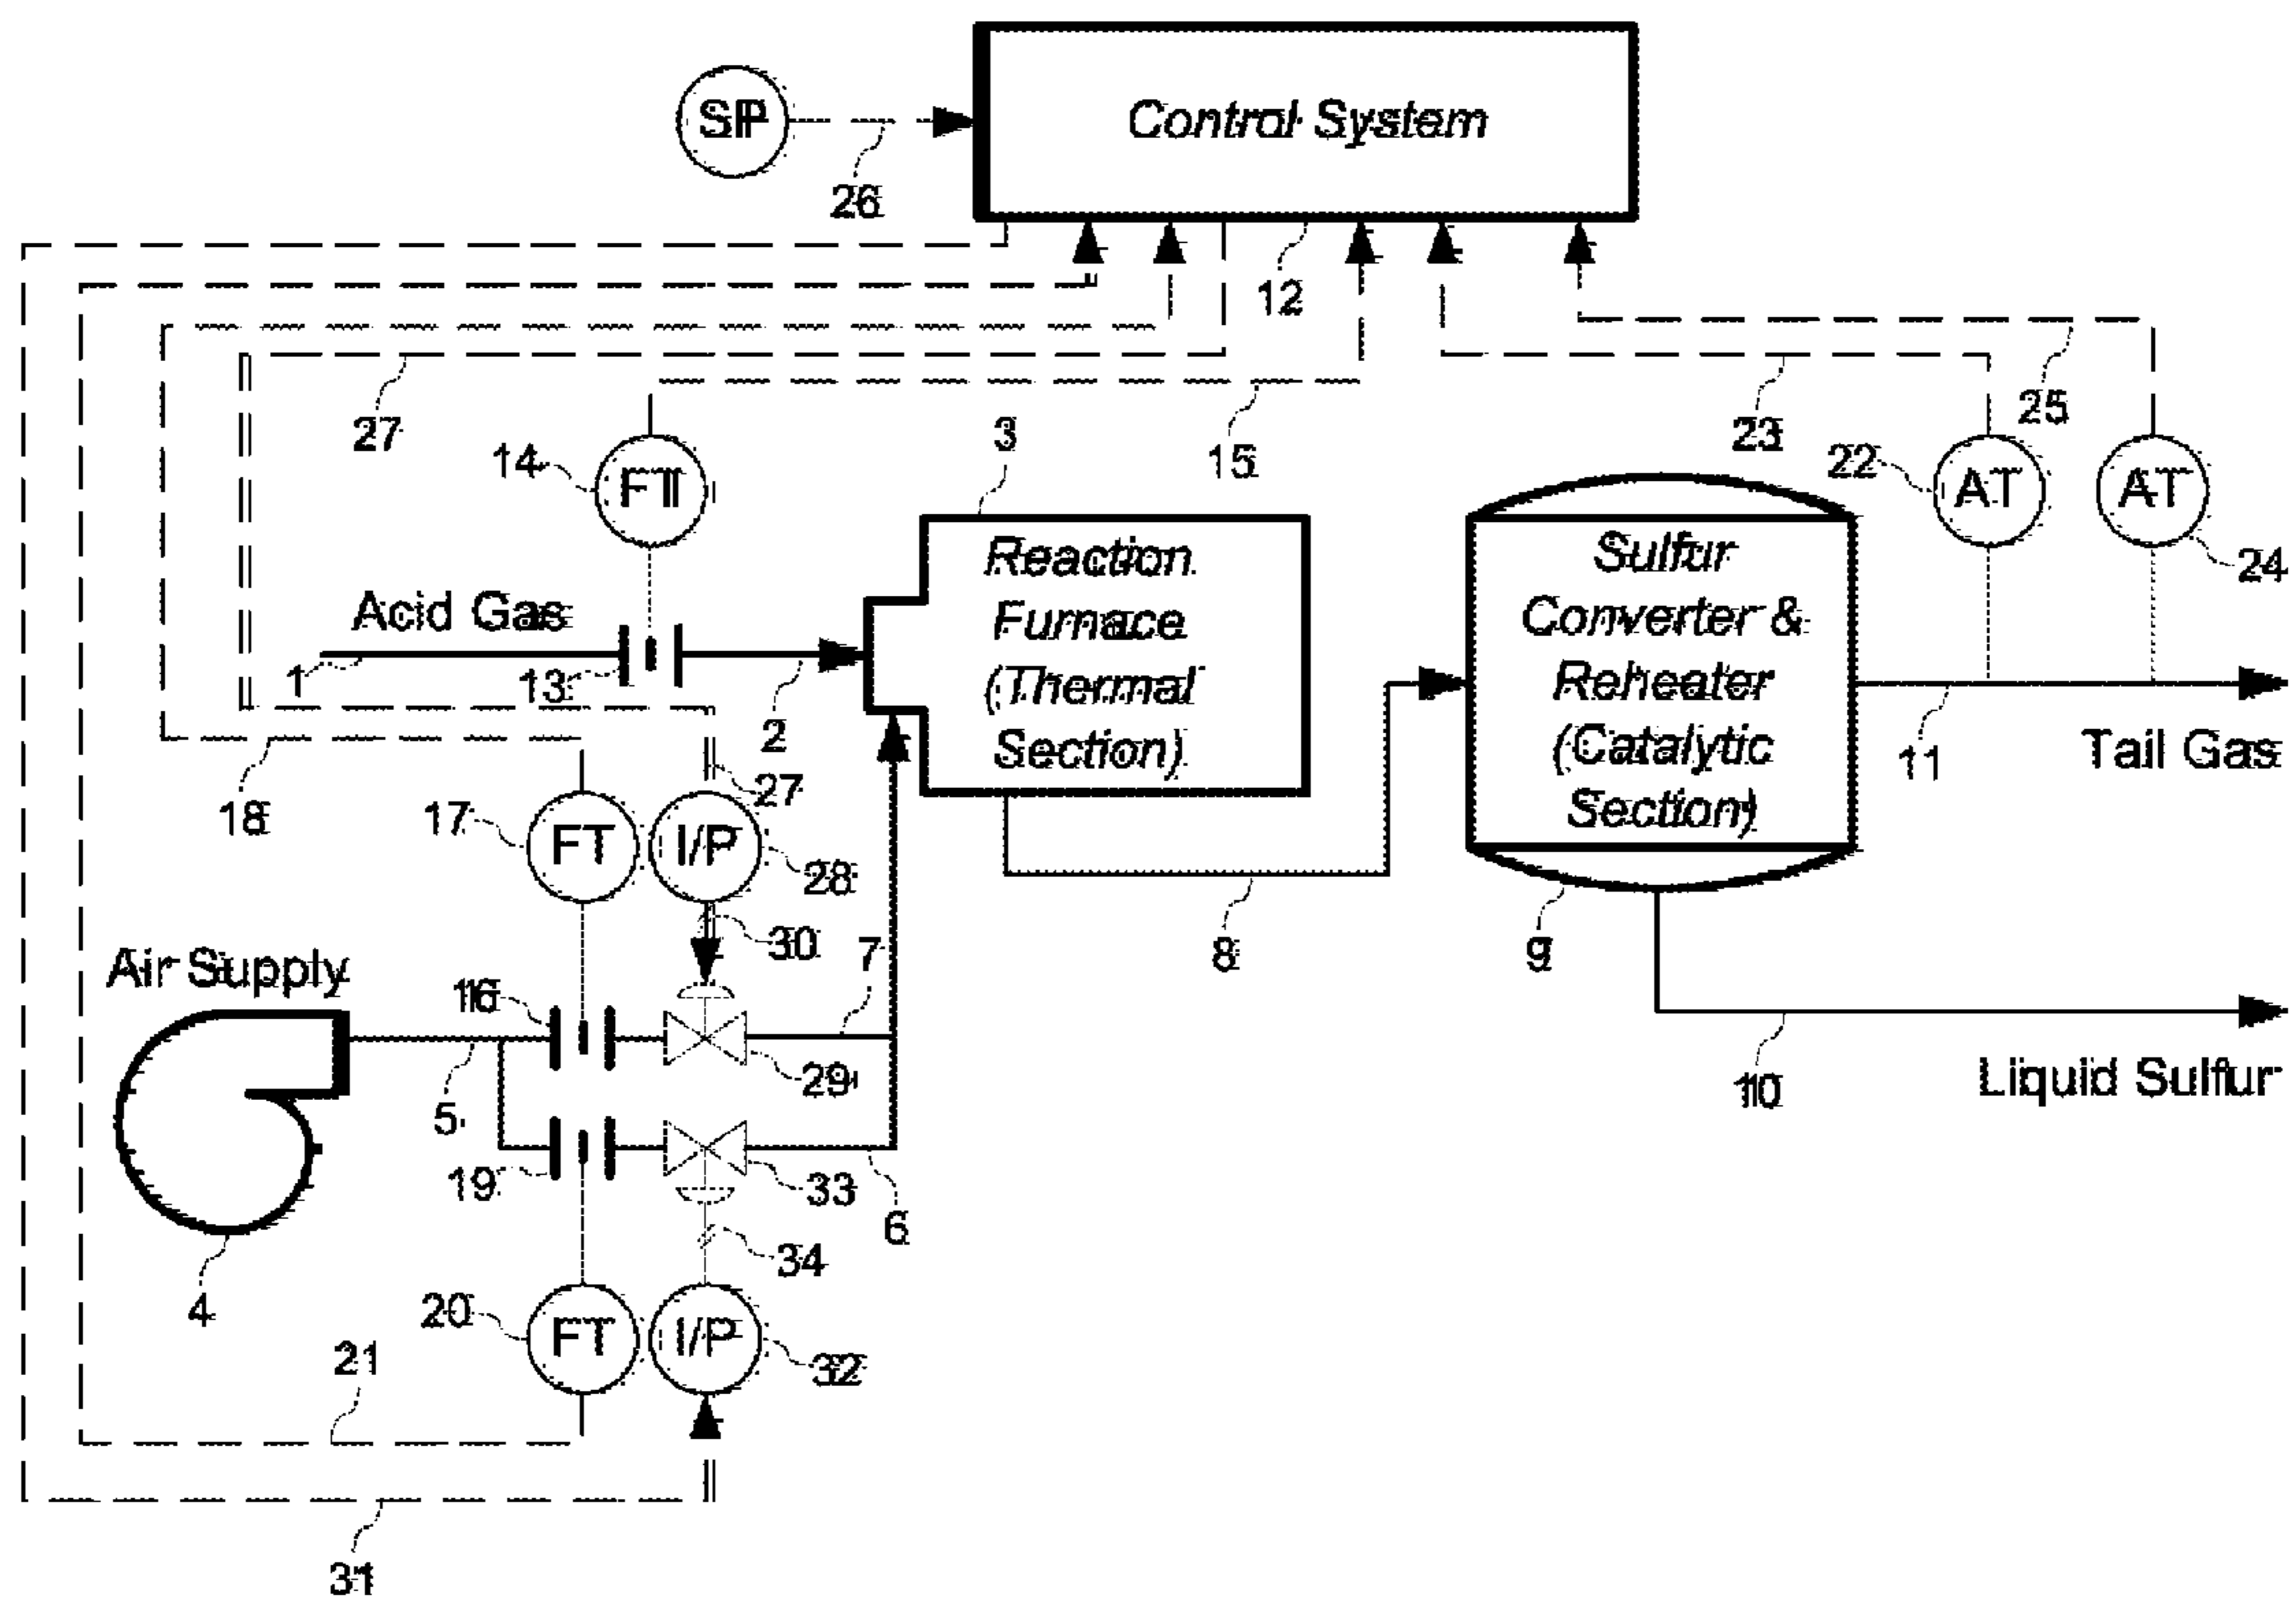 Control System
SP
26
12
27
15
23
25
14
FT
3
22
AT
AT
24
Reaction
Furnace
(Thermal
Section)
Sulfur
Converter &
Reheater
(Catalytic
Section)
Acid Gas
1
13
2
11
Tail Gas
18
17
FT
I/P
27
28
30
7
8
9
Air Supply
16
29
5
10
Liquid Sulfur
19
33
6
34
4
20
FT
I/P
32
21
31